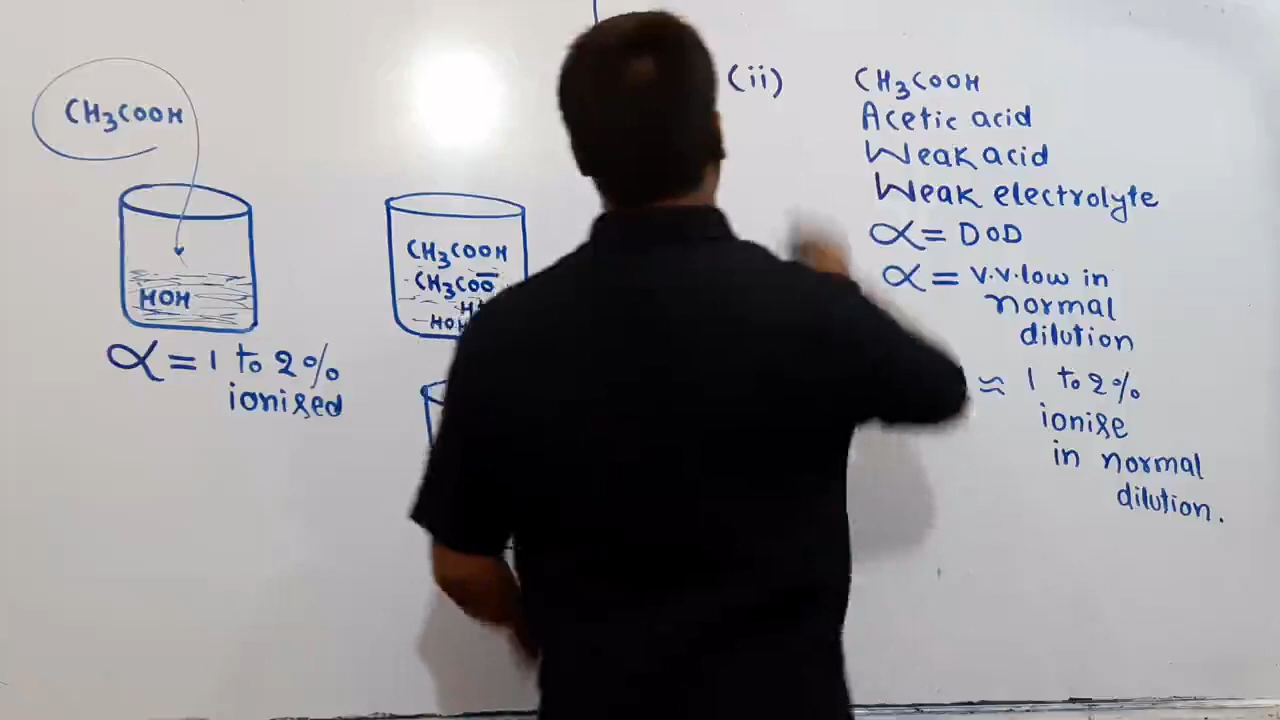 CH3COOH
HOH
α = 1 to 2%
ionised
CH3COOH
CH3COO̅
HOH
(ii)
CH3COOH
Acetic acid
Weak acid
Weak electrolyte
α = DOD
α = v.v.low in
normal
dilution
≈ 1 to 2%
ionise
in normal
dilution.